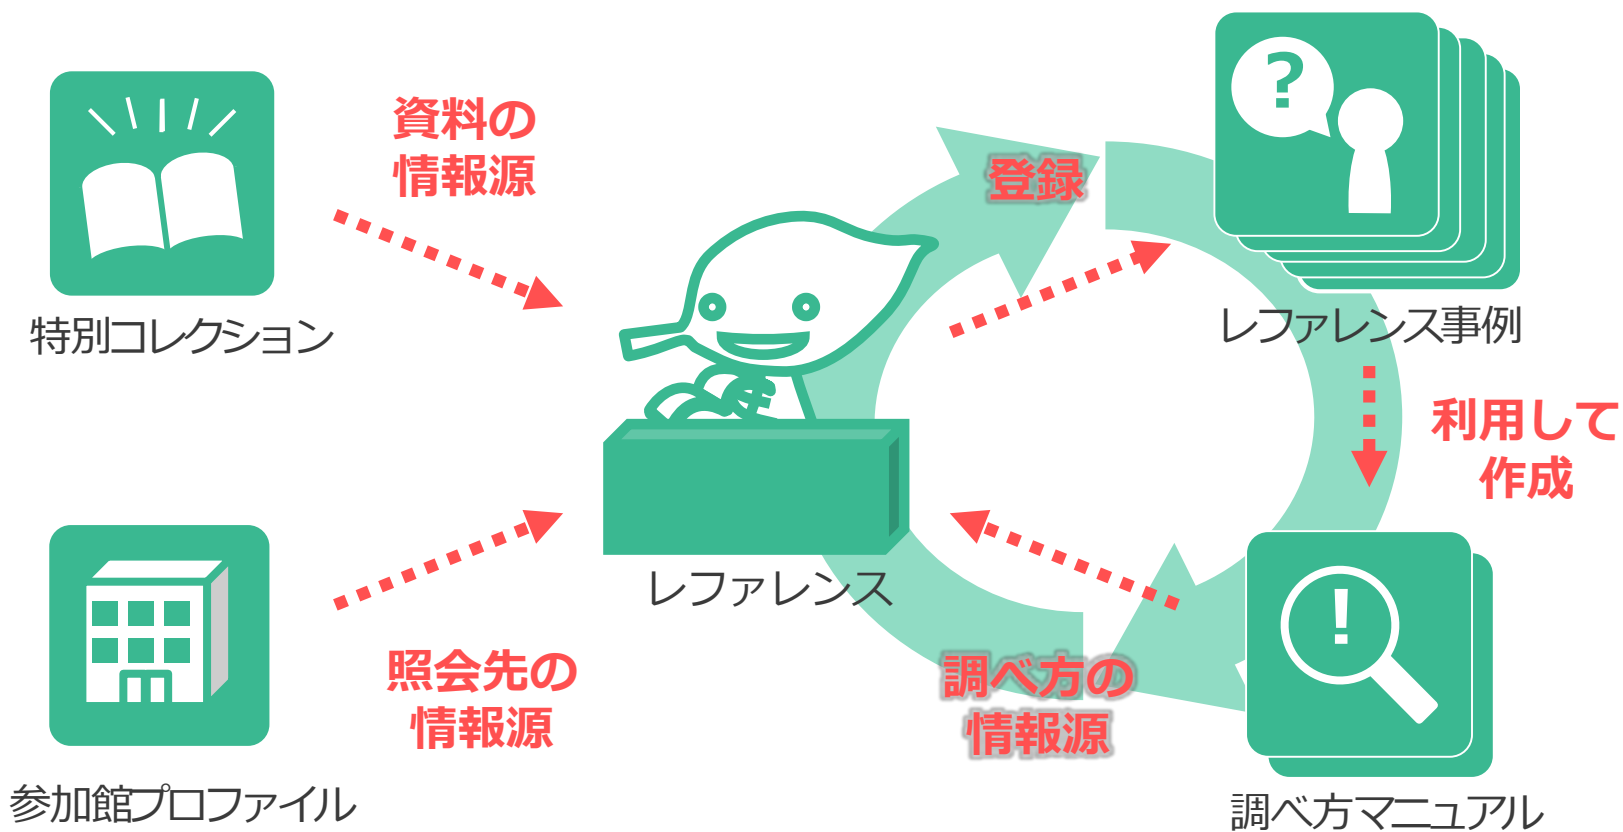 資料の
情報源
特別コレクション
登録
レファレンス事例
利用して
作成
レファレンス
照会先の
情報源
参加館プロファイル
調べ方の
情報源
調べ方マニュアル
?
!